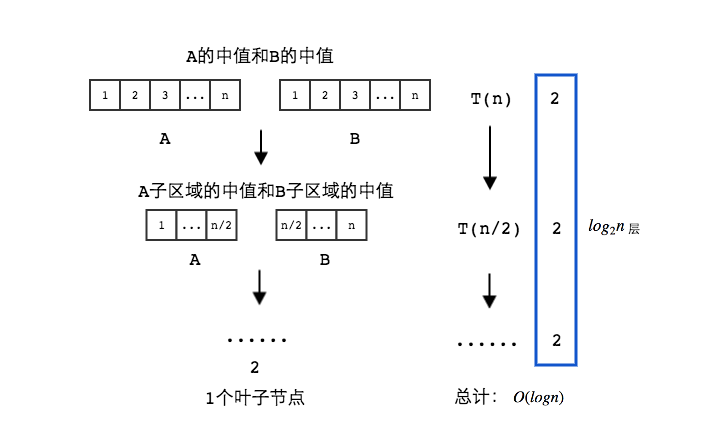 A的中值和B的中值
1 2 3 ... n 1 2 3 ... n T(n) 2
A B
A子区域的中值和B子区域的中值
1 ... n/2 n/2 ... n T(n/2) 2 log₂n 层
A B
...... ...... 2
2
1个叶子节点 总计： O(logn)